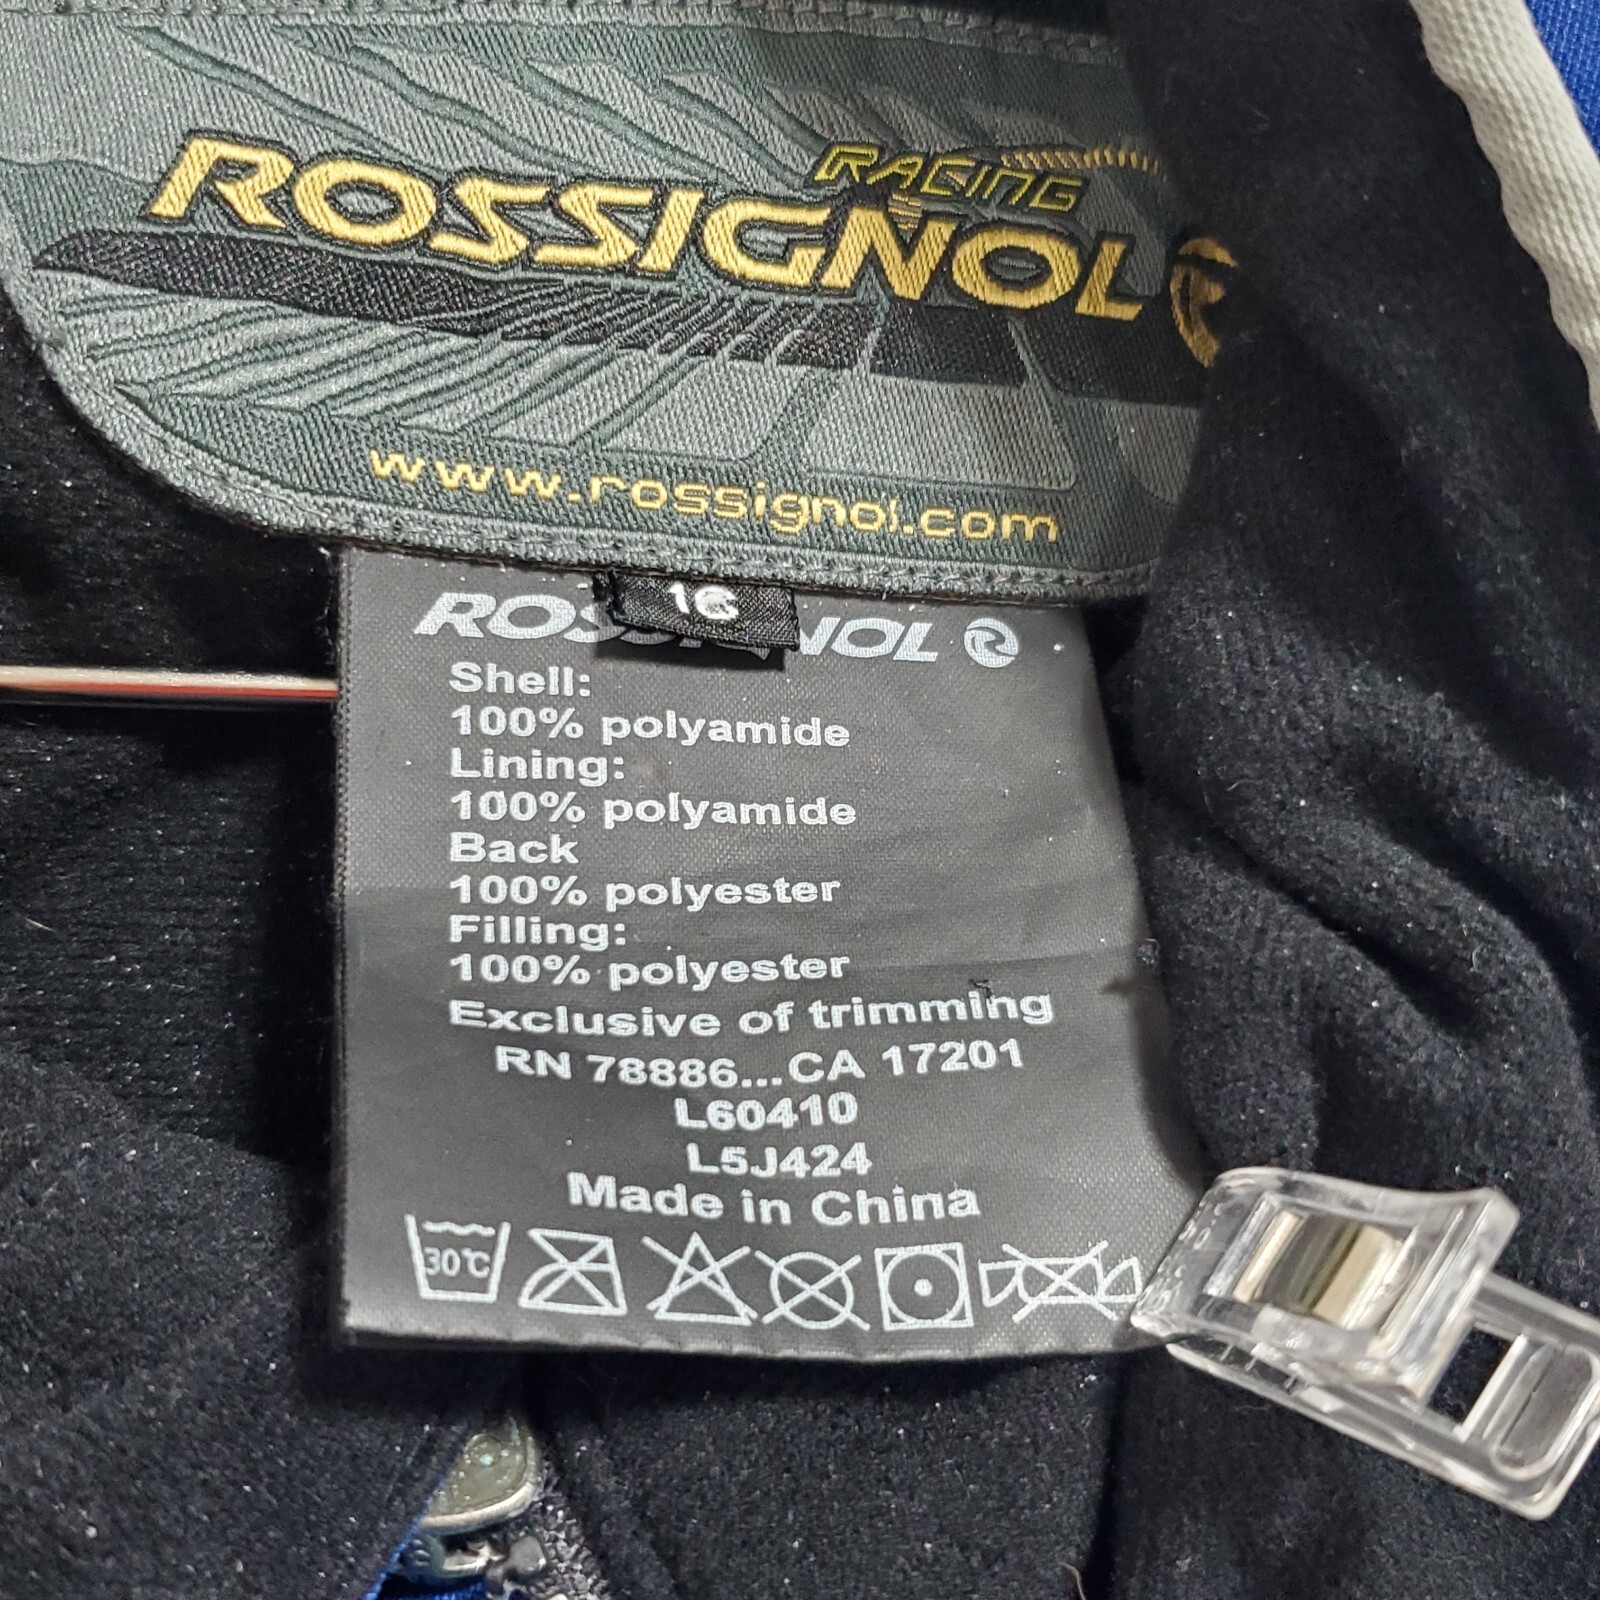 RACING
ROSSIGNOL
www.rossignol.com
Shell:
100% polyamide
Lining:
100% polyamide
Back
100% polyester
Filling:
100% polyester
Exclusive of trimming
RN 78886...CA 17201
L60410
L5J424
Made in China
30°C